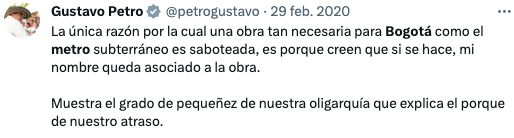 Gustavo Petro @petrogustavo · 29 feb. 2020
La única razón por la cual una obra tan necesaria para Bogotá como el
metro subterráneo es saboteada, es porque creen que si se hace, mi
nombre queda asociado a la obra.
Muestra el grado de pequeñez de nuestra oligarquía que explica el porque
de nuestro atraso.